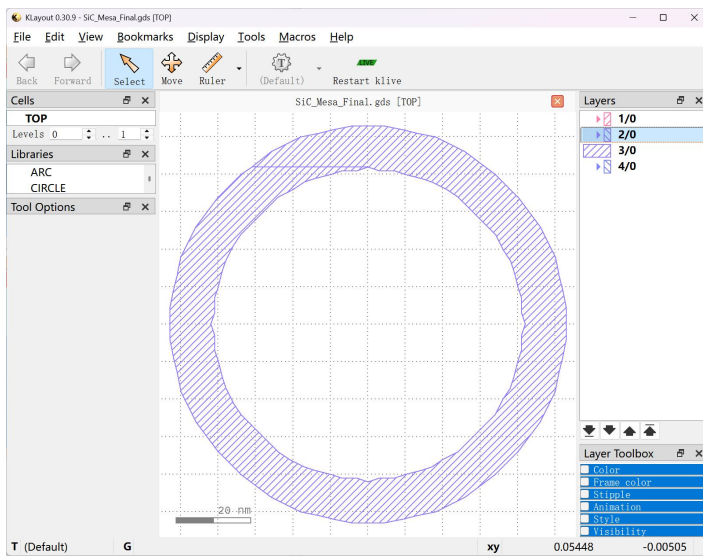 KLayout 0.30.9 - SiC_Mesa_Final.gds [TOP]
File Edit View Bookmarks Display Tools Macros Help
Back Forward Select Move Ruler (Default) Restart klive
LIVE
Cells
TOP
Levels 0 .. 1
Libraries
ARC
CIRCLE
Tool Options
SiC_Mesa_Final.gds [TOP]
20 nm
Layers
1/0
2/0
3/0
4/0
Layer Toolbox
Color
Frame color
Stipple
Animation
Style
Visibility
T (Default) G xy 0.05448 -0.00505